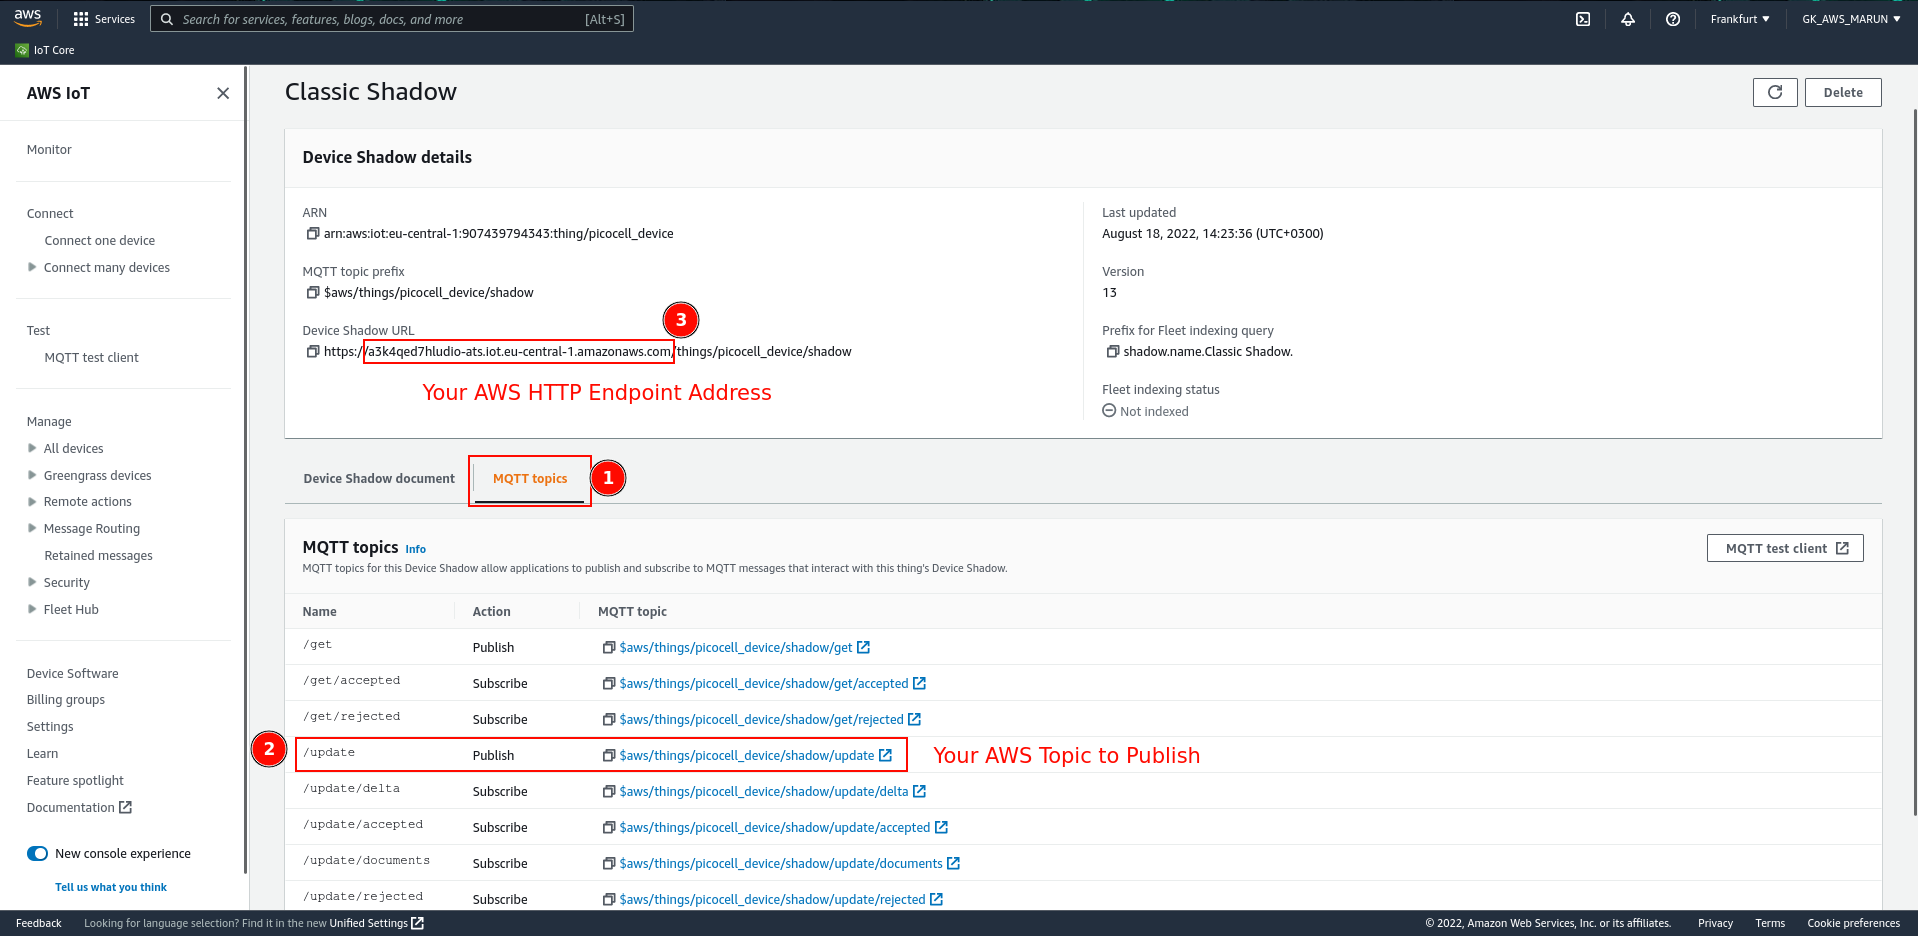 aws
Services
Search for services, features, blogs, docs, and more
[Alt+S]
Frankfurt
GK_AWS_MARUN
IoT Core
AWS IoT
Monitor
Connect
Connect one device
Connect many devices
Test
MQTT test client
Manage
All devices
Greengrass devices
Remote actions
Message Routing
Retained messages
Security
Fleet Hub
Device Software
Billing groups
Settings
Learn
Feature spotlight
Documentation
New console experience
Tell us what you think
Classic Shadow
Delete
Device Shadow details
ARN
arn:aws:iot:eu-central-1:907439794343:thing/picocell_device
MQTT topic prefix
$aws/things/picocell_device/shadow
Device Shadow URL
3
https://a3k4qed7hludio-ats.iot.eu-central-1.amazonaws.com/things/picocell_device/shadow
Your AWS HTTP Endpoint Address
Last updated
August 18, 2022, 14:23:36 (UTC+0300)
Version
13
Prefix for Fleet indexing query
shadow.name.Classic Shadow.
Fleet indexing status
Not indexed
Device Shadow document
MQTT topics
1
MQTT topics Info
MQTT topics for this Device Shadow allow applications to publish and subscribe to MQTT messages that interact with this thing's Device Shadow.
MQTT test client
Name Action MQTT topic
/get Publish $aws/things/picocell_device/shadow/get
/get/accepted Subscribe $aws/things/picocell_device/shadow/get/accepted
/get/rejected Subscribe $aws/things/picocell_device/shadow/get/rejected
2 /update Publish $aws/things/picocell_device/shadow/update Your AWS Topic to Publish
/update/delta Subscribe $aws/things/picocell_device/shadow/update/delta
/update/accepted Subscribe $aws/things/picocell_device/shadow/update/accepted
/update/documents Subscribe $aws/things/picocell_device/shadow/update/documents
/update/rejected Subscribe $aws/things/picocell_device/shadow/update/rejected
Feedback
Looking for language selection? Find it in the new Unified Settings
© 2022, Amazon Web Services, Inc. or its affiliates.
Privacy
Terms
Cookie preferences